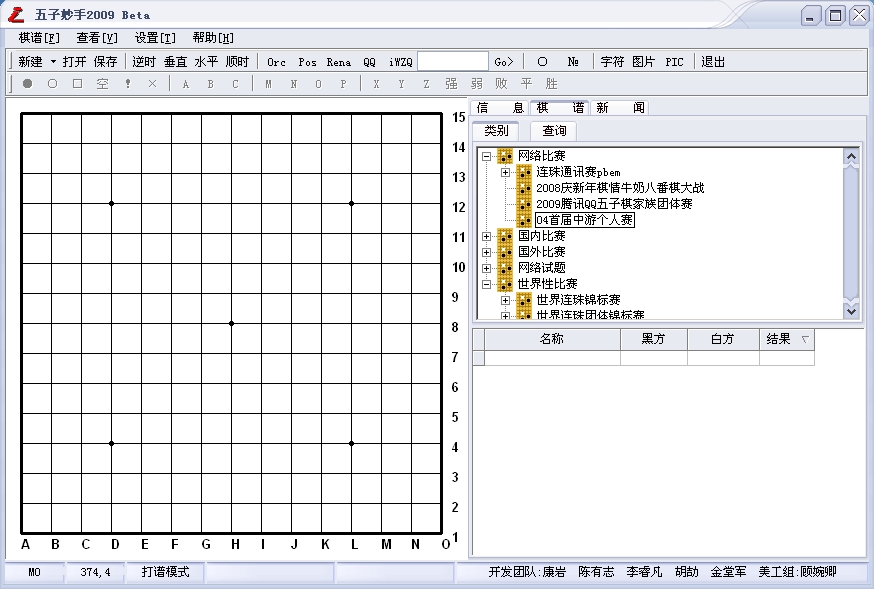 五子妙手2009 Beta
棋谱[F] 查看[V] 设置[T] 帮助[H]
新建 打开 保存 逆时 垂直 水平 顺时 Orc Pos Rena QQ iWZQ Go> № 字符 图片 PIC 退出
空 ! × A B C M N O P X Y Z 强 弱 败 平 胜
信 息 棋 谱 新 闻
类别 查询
网络比赛
连珠通讯赛pbem
2008庆新年棋情牛奶八番棋大战
2009腾讯QQ五子棋家族团体赛
04首届中游个人赛
国内比赛
国外比赛
网络试题
世界性比赛
世界连珠锦标赛
世界连珠团体锦标赛
名称 黑方 白方 结果
15
14
13
12
11
10
9
8
7
6
5
4
3
2
1
A B C D E F G H I J K L M N O
MO 374,4 打谱模式 开发团队:康岩 陈有志 李睿凡 胡劼 金堂军 美工组:顾婉卿